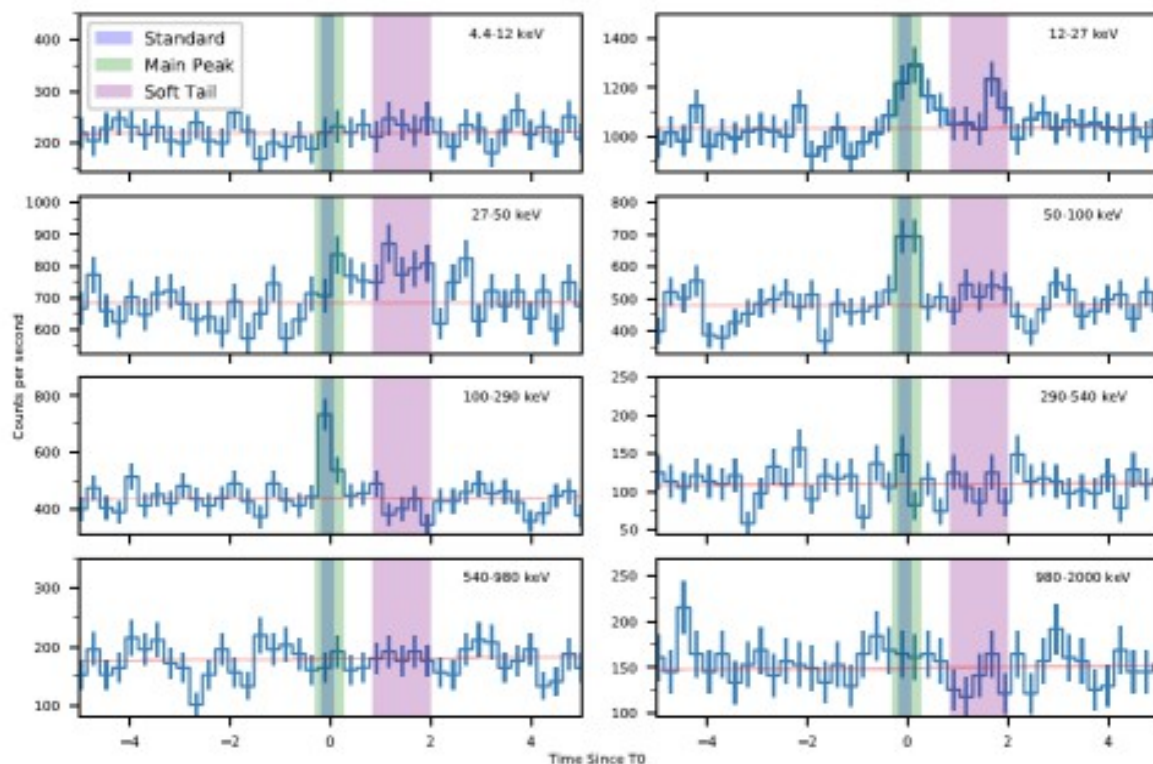 Standard
Main Peak
Soft Tail
4.4-12 keV
400
300
200
12-27 keV
1400
1200
1000
27-50 keV
1000
900
800
700
600
50-100 keV
800
700
600
500
400
Counts per second
100-290 keV
800
600
400
290-540 keV
250
200
150
100
50
540-980 keV
300
200
100
−4 −2 0 2 4
980-2000 keV
250
200
150
100
−4 −2 0 2 4
Time Since T0